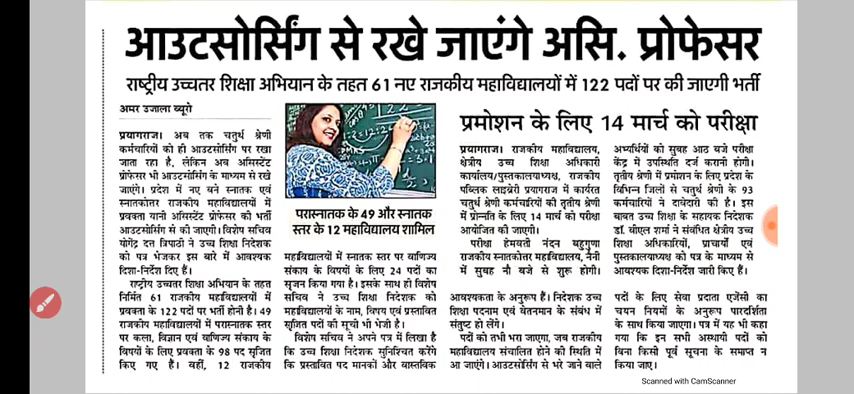 आउटसोर्सिंग से रखे जाएंगे असि. प्रोफेसर
राष्ट्रीय उच्चतर शिक्षा अभियान के तहत 61 नए राजकीय महाविद्यालयों में 122 पदों पर की जाएगी भर्ती
अमर उजाला ब्यूरो
प्रयागराज। अब तक चतुर्थ श्रेणी
कर्मचारियों को ही आउटसोर्सिंग पर रखा
जाता रहा है, लेकिन अब असिस्टेंट
प्रोफेसर भी आउटसोर्सिंग के माध्यम से रखे
जाएंगे। प्रदेश में नए बने स्नातक एवं
स्नातकोत्तर राजकीय महाविद्यालयों में
प्रवक्ता यानी असिस्टेंट प्रोफेसर की भर्ती
आउटसोर्सिंग से की जाएगी। विशेष सचिव
योगेंद्र दत्त त्रिपाठी ने उच्च शिक्षा निदेशक
को पत्र भेजकर इस बारे में आवश्यक
दिशा-निर्देश दिए हैं।
राष्ट्रीय उच्चतर शिक्षा अभियान के तहत
निर्मित 61 राजकीय महाविद्यालयों में
प्रवक्ता के 122 पदों पर भर्ती होनी है। 49
राजकीय महाविद्यालयों में परास्नातक स्तर
पर कला, विज्ञान एवं वाणिज्य संकाय के
विषयों के लिए प्रवक्ता के 98 पद सृजित
किए गए हैं। वहीं, 12 राजकीय
परास्नातक के 49 और स्नातक
स्तर के 12 महाविद्यालय शामिल
महाविद्यालयों में स्नातक स्तर पर वाणिज्य
संकाय के विषयों के लिए 24 पदों का
सृजन किया गया है। इसके साथ ही विशेष
सचिव ने उच्च शिक्षा निदेशक को
महाविद्यालयों के नाम, विषय एवं प्रस्तावित
सृजित पदों की सूची भी भेजी है।
विशेष सचिव ने अपने पत्र में लिखा है
कि उच्च शिक्षा निदेशक सुनिश्चित करेंगे
कि प्रस्तावित पद मानकों और वास्तविक
आवश्यकता के अनुरूप हैं। निदेशक उच्च
शिक्षा पदनाम एवं वेतनमान के संबंध में
संतुष्ट हो लेंगे।
पदों को तभी भरा जाएगा, जब राजकीय
महाविद्यालय संचालित होने की स्थिति में
आ जाएंगे। आउटसोर्सिंग से भरे जाने वाले
पदों के लिए सेवा प्रदाता एजेंसी का
चयन नियमों के अनुरूप पारदर्शिता
के साथ किया जाएगा। पत्र में यह भी कहा
गया कि इन सभी अस्थायी पदों को
बिना किसी पूर्व सूचना के समाप्त न
किया जाए।
प्रमोशन के लिए 14 मार्च को परीक्षा
प्रयागराज। राजकीय महाविद्यालय,
क्षेत्रीय उच्च शिक्षा अधिकारी
कार्यालय/पुस्तकालयाध्यक्ष, राजकीय
पब्लिक लाइब्रेरी प्रयागराज में कार्यरत
चतुर्थ श्रेणी कर्मचारियों की तृतीय श्रेणी
में प्रोन्नति के लिए 14 मार्च को परीक्षा
आयोजित की जाएगी।
परीक्षा हेमवती नंदन बहुगुणा
राजकीय स्नातकोत्तर महाविद्यालय, नैनी
में सुबह नौ बजे से शुरू होगी।
अभ्यर्थियों को सुबह आठ बजे परीक्षा
केंद्र में उपस्थिति दर्ज करानी होगी।
तृतीय श्रेणी में प्रमोशन के लिए प्रदेश के
विभिन्न जिलों से चतुर्थ श्रेणी के 93
कर्मचारियों ने दावेदारी की है। इस
बाबत उच्च शिक्षा के सहायक निदेशक
डॉ. बीएल शर्मा ने संबंधित क्षेत्रीय उच्च
शिक्षा अधिकारियों, प्राचार्यों एवं
पुस्तकालयाध्यक्ष को पत्र के माध्यम से
आवश्यक दिशा-निर्देश जारी किए हैं।
Scanned with CamScanner